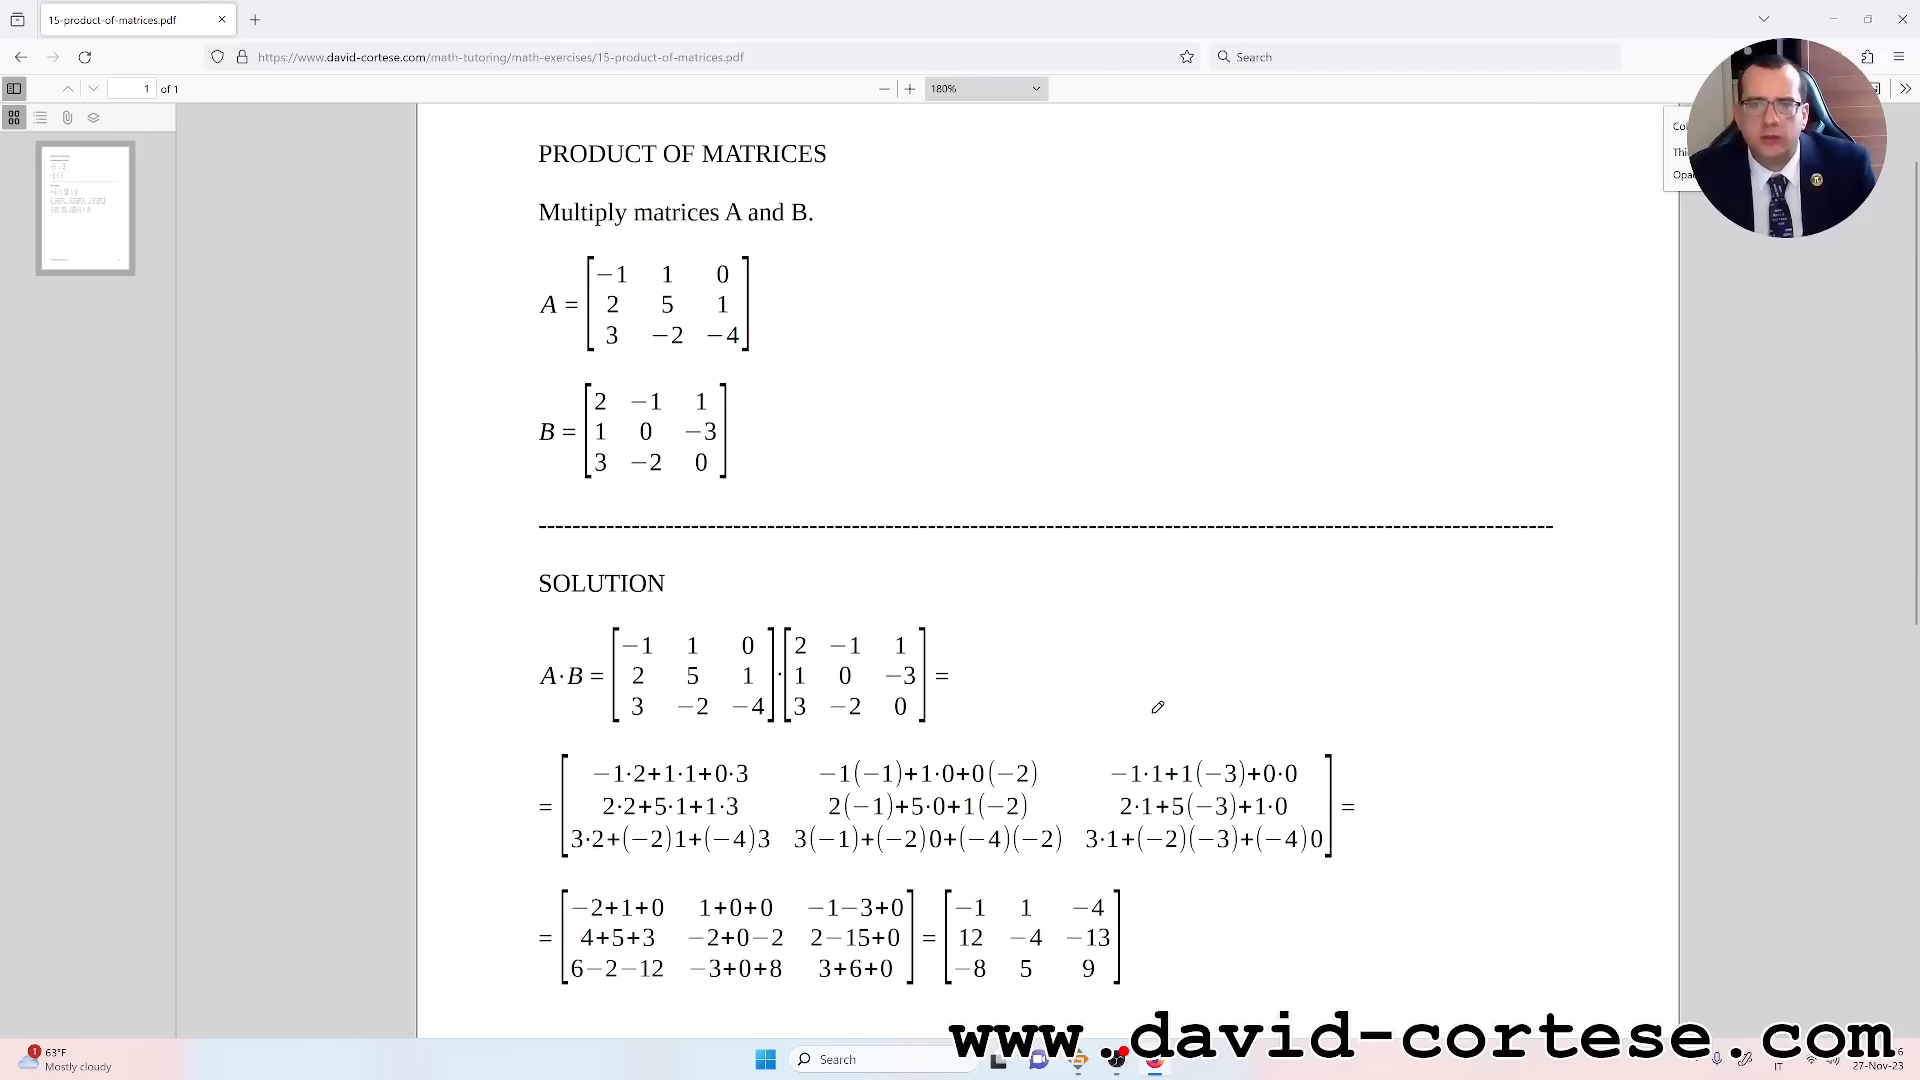 15-product-of-matrices.pdf
https://www.david-cortese.com/math-tutoring/math-exercises/15-product-of-matrices.pdf
Search
1 of 1
180%
PRODUCT OF MATRICES
Multiply matrices A and B.
−1 1 0
A = 2 5 1
3 −2 −4
2 −1 1
B = 1 0 −3
3 −2 0
SOLUTION
−1 1 0 2 −1 1
A·B = 2 5 1 · 1 0 −3 =
3 −2 −4 3 −2 0
−1·2+1·1+0·3 −1(−1)+1·0+0(−2) −1·1+1(−3)+0·0
= 2·2+5·1+1·3 2(−1)+5·0+1(−2) 2·1+5(−3)+1·0 =
3·2+(−2)1+(−4)3 3(−1)+(−2)0+(−4)(−2) 3·1+(−2)(−3)+(−4)0
−2+1+0 1+0+0 −1−3+0 −1 1 −4
= 4+5+3 −2+0−2 2−15+0 = 12 −4 −13
6−2−12 −3+0+8 3+6+0 −8 5 9
www.david-cortese.com
1
63°F
Mostly cloudy
Search
IT
27-Nov-23